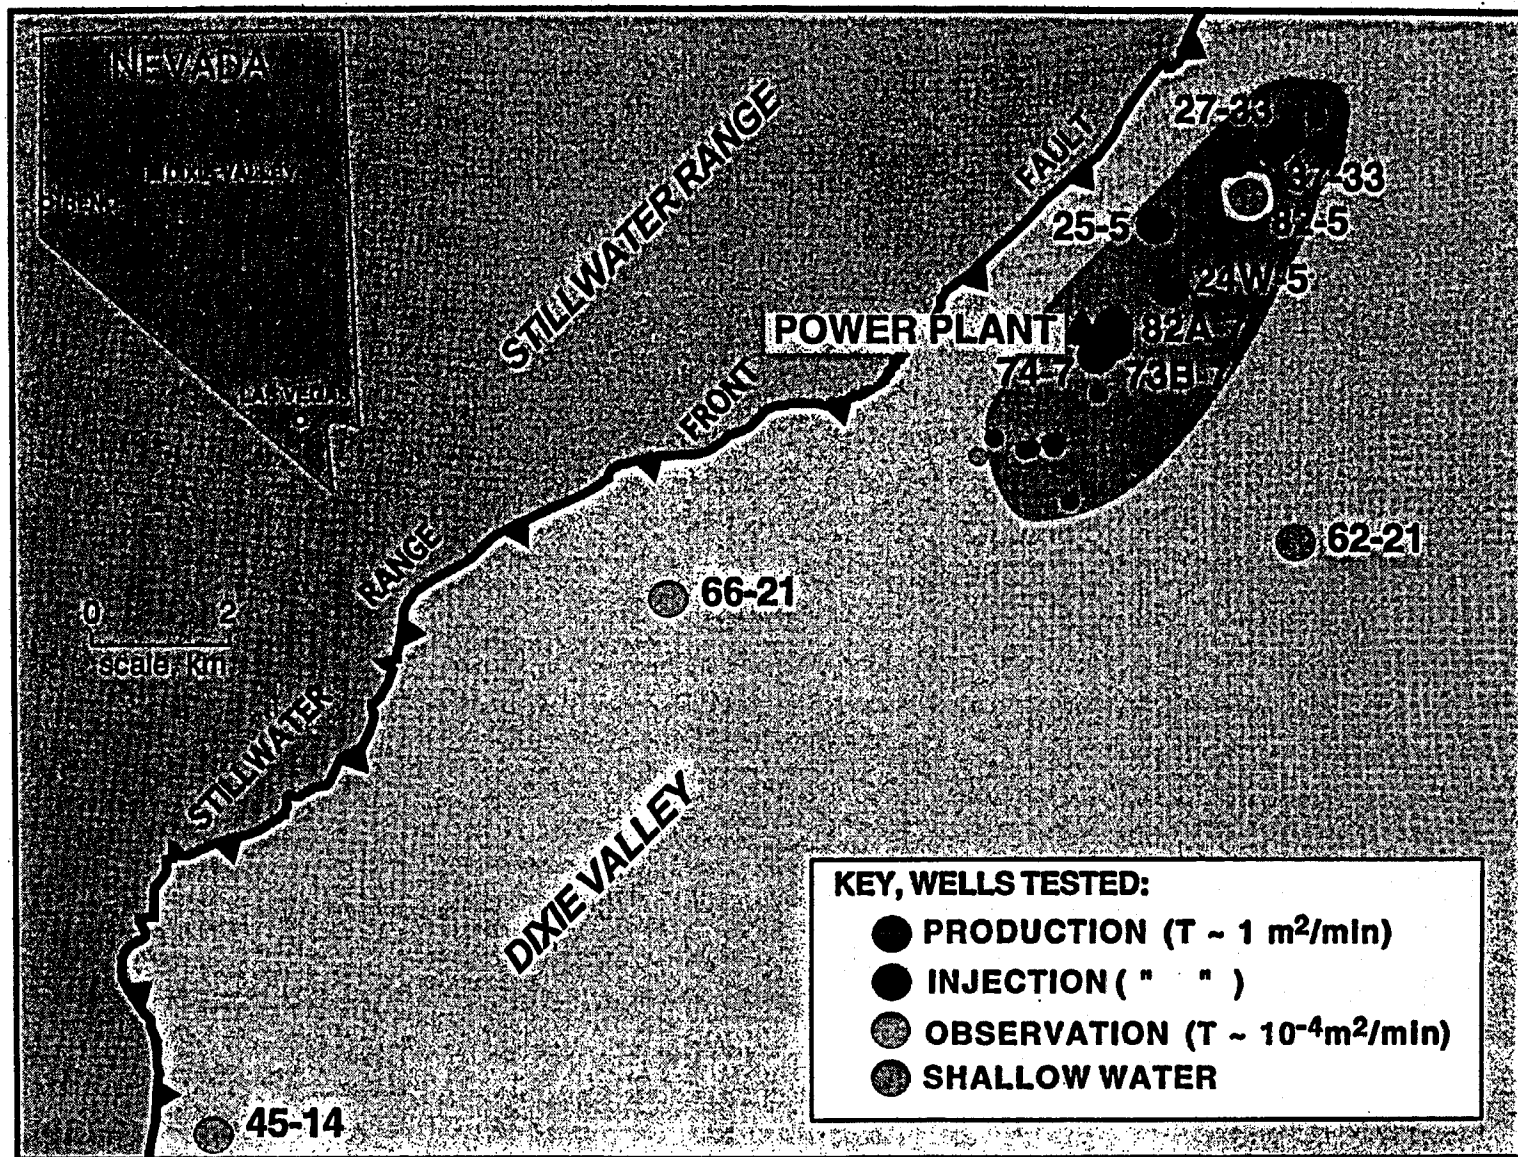 NEVADA
DIXIE VALLEY
RENO
LAS VEGAS
STILLWATER RANGE
FAULT
27-33
37-33
25-5
82-5
24W-5
POWER PLANT
82A-7
74-7
73B-7
FRONT
RANGE
62-21
66-21
0 2
scale, km
STILLWATER
DIXIE VALLEY
45-14
KEY, WELLS TESTED:
PRODUCTION (T ~ 1 m²/min)
INJECTION ( " " )
OBSERVATION (T ~ 10⁻⁴m²/min)
SHALLOW WATER